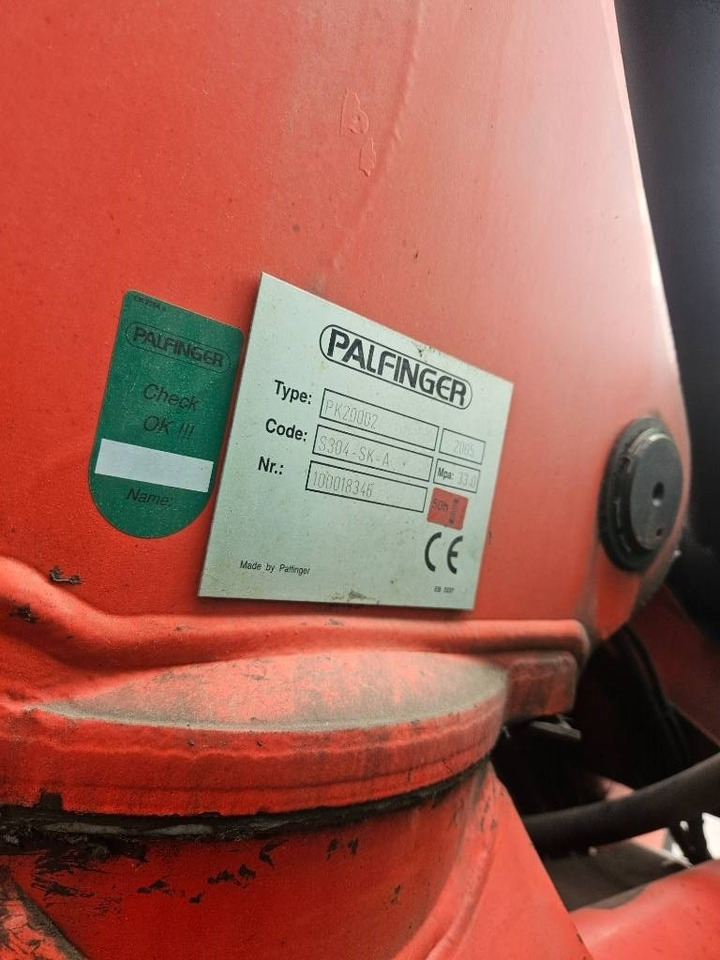 PALFINGER
Check
OK !!!
Name:
PALFINGER
Type: PK20002 2005
Code: S304-SK-A Mpa: 33.0
Nr.: 100018346 50h
CE
Made by Palfinger